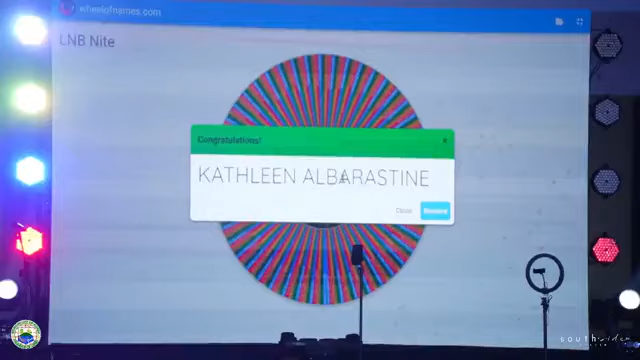 wheelofnames.com
LNB Nite
Congratulations!
KATHLEEN ALBARASTINE
Close
Remove